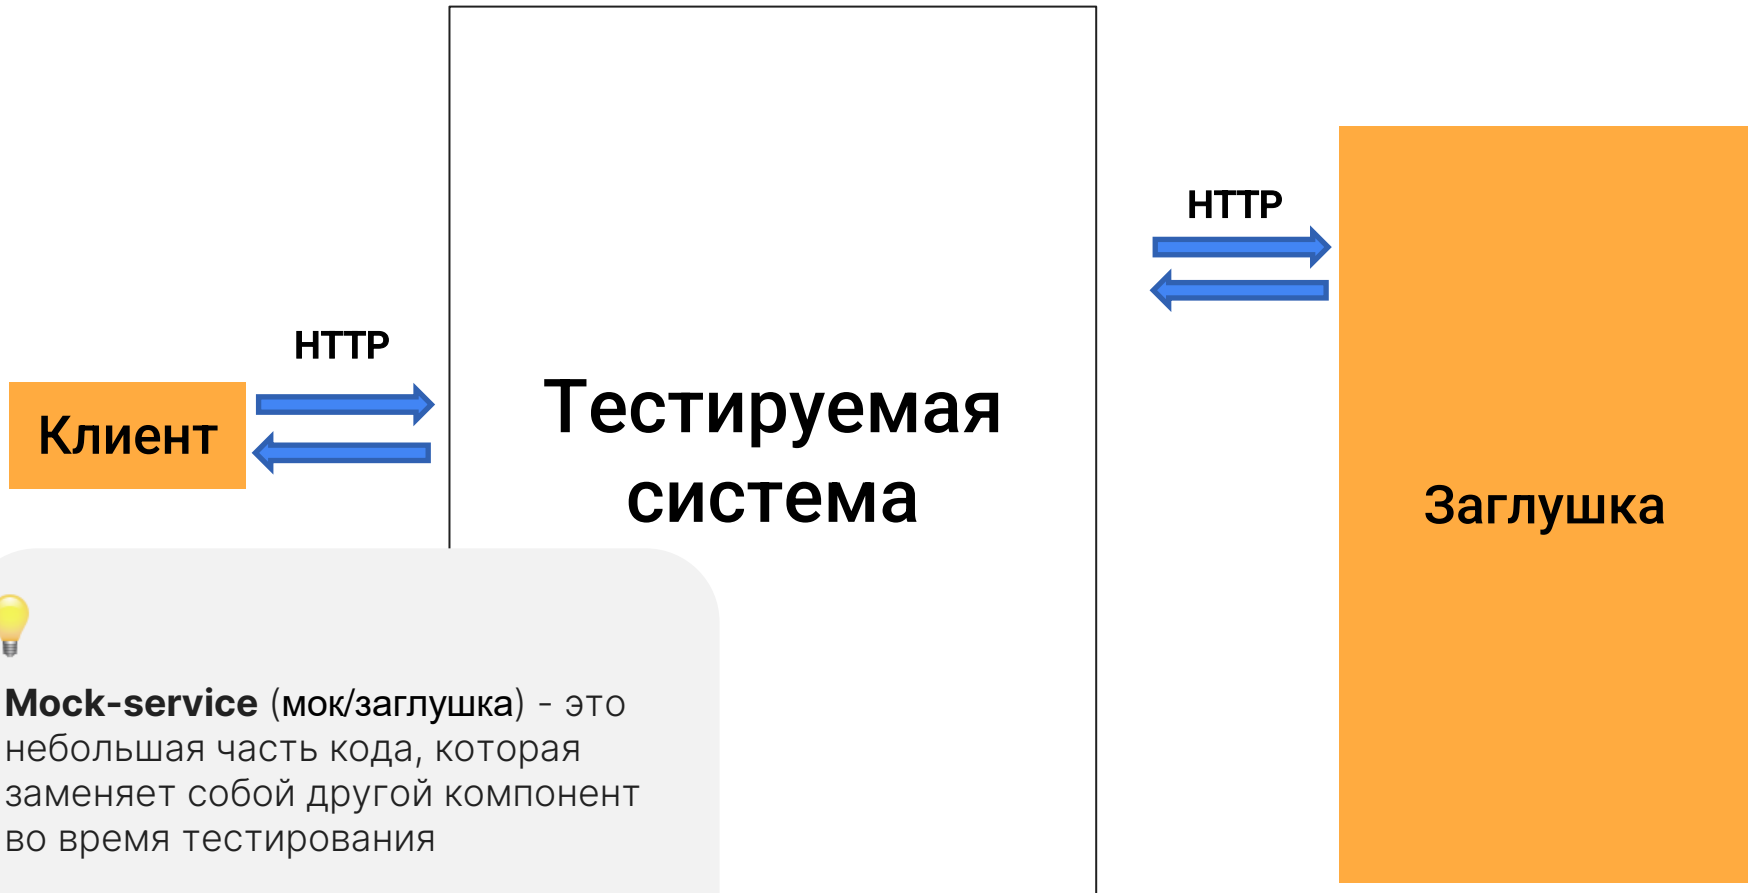 HTTP
HTTP
Клиент
Тестируемая
система
Заглушка
Mock-service (мок/заглушка) - это
небольшая часть кода, которая
заменяет собой другой компонент
во время тестирования